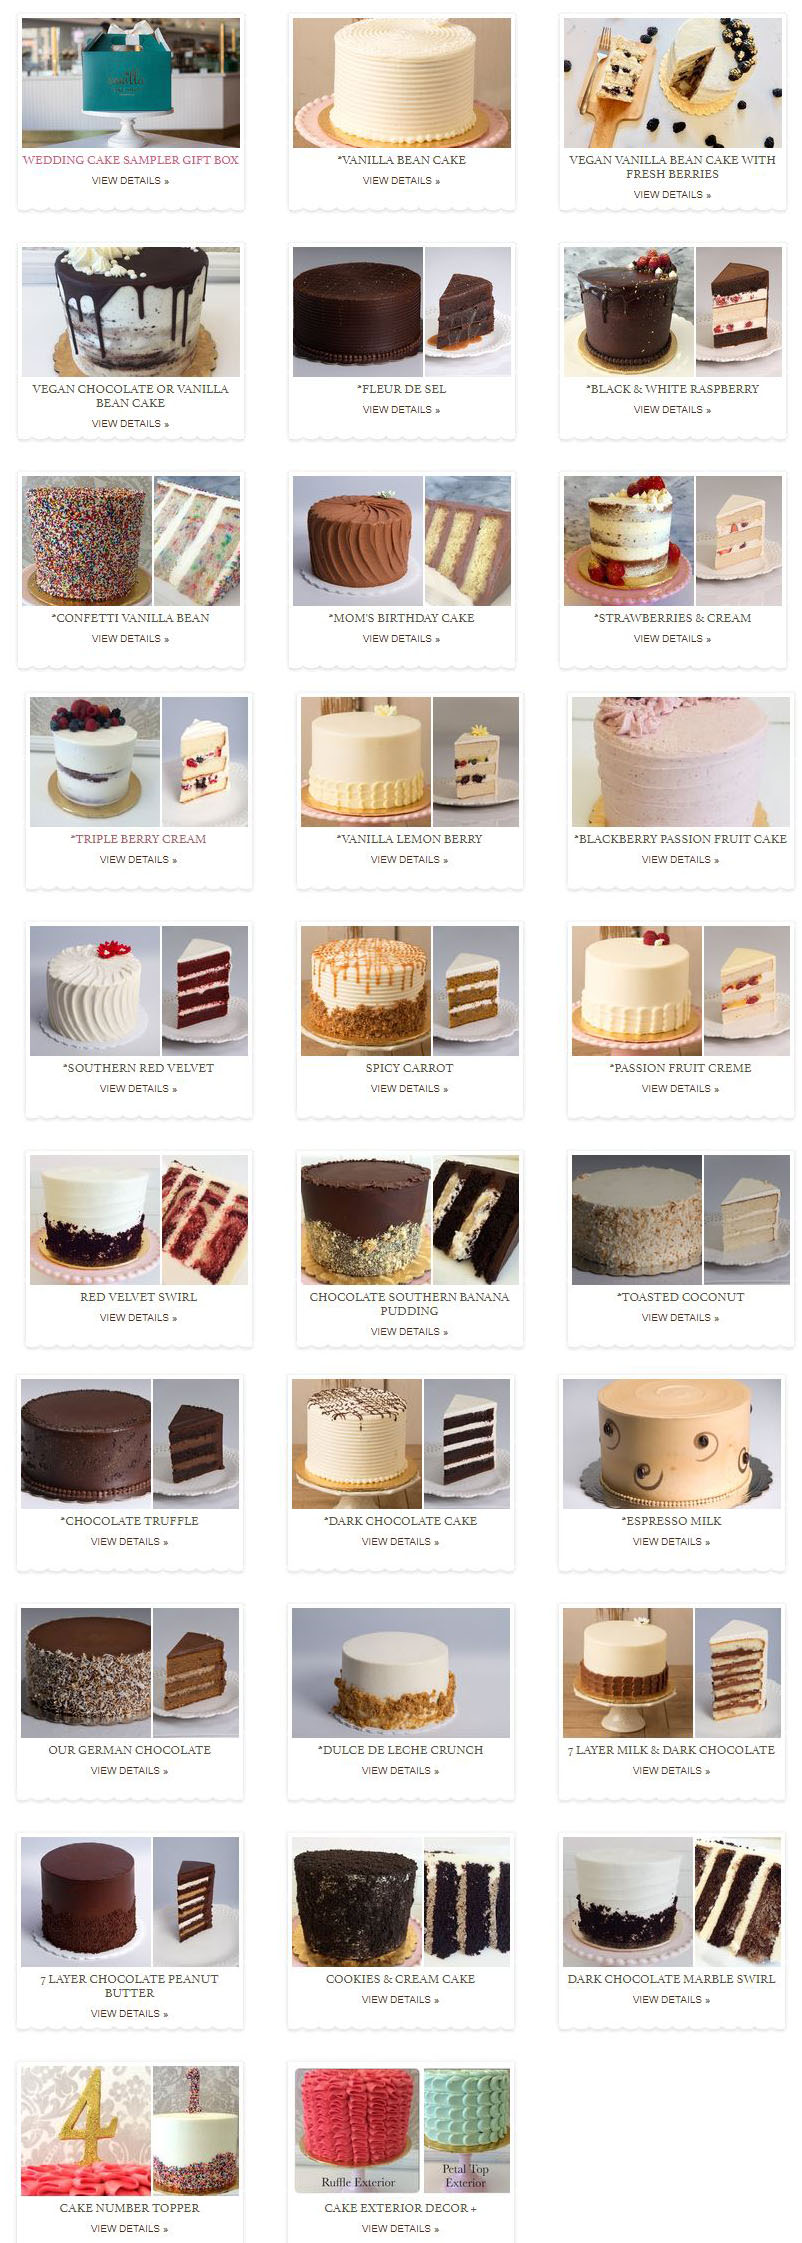 vanilla
WEDDING CAKE SAMPLER GIFT BOX
VIEW DETAILS »
*VANILLA BEAN CAKE
VIEW DETAILS »
VEGAN VANILLA BEAN CAKE WITH
FRESH BERRIES
VIEW DETAILS »
VEGAN CHOCOLATE OR VANILLA
BEAN CAKE
VIEW DETAILS »
*FLEUR DE SEL
VIEW DETAILS »
*BLACK & WHITE RASPBERRY
VIEW DETAILS »
*CONFETTI VANILLA BEAN
VIEW DETAILS »
*MOM'S BIRTHDAY CAKE
VIEW DETAILS »
*STRAWBERRIES & CREAM
VIEW DETAILS »
*TRIPLE BERRY CREAM
VIEW DETAILS »
*VANILLA LEMON BERRY
VIEW DETAILS »
*BLACKBERRY PASSION FRUIT CAKE
VIEW DETAILS »
*SOUTHERN RED VELVET
VIEW DETAILS »
SPICY CARROT
VIEW DETAILS »
*PASSION FRUIT CREME
VIEW DETAILS »
RED VELVET SWIRL
VIEW DETAILS »
CHOCOLATE SOUTHERN BANANA
PUDDING
VIEW DETAILS »
*TOASTED COCONUT
VIEW DETAILS »
*CHOCOLATE TRUFFLE
VIEW DETAILS »
*DARK CHOCOLATE CAKE
VIEW DETAILS »
*ESPRESSO MILK
VIEW DETAILS »
OUR GERMAN CHOCOLATE
VIEW DETAILS »
*DULCE DE LECHE CRUNCH
VIEW DETAILS »
7 LAYER MILK & DARK CHOCOLATE
VIEW DETAILS »
7 LAYER CHOCOLATE PEANUT
BUTTER
VIEW DETAILS »
COOKIES & CREAM CAKE
VIEW DETAILS »
DARK CHOCOLATE MARBLE SWIRL
VIEW DETAILS »
4
1
CAKE NUMBER TOPPER
VIEW DETAILS »
Ruffle Exterior
Petal Top
Exterior
CAKE EXTERIOR DECOR +
VIEW DETAILS »